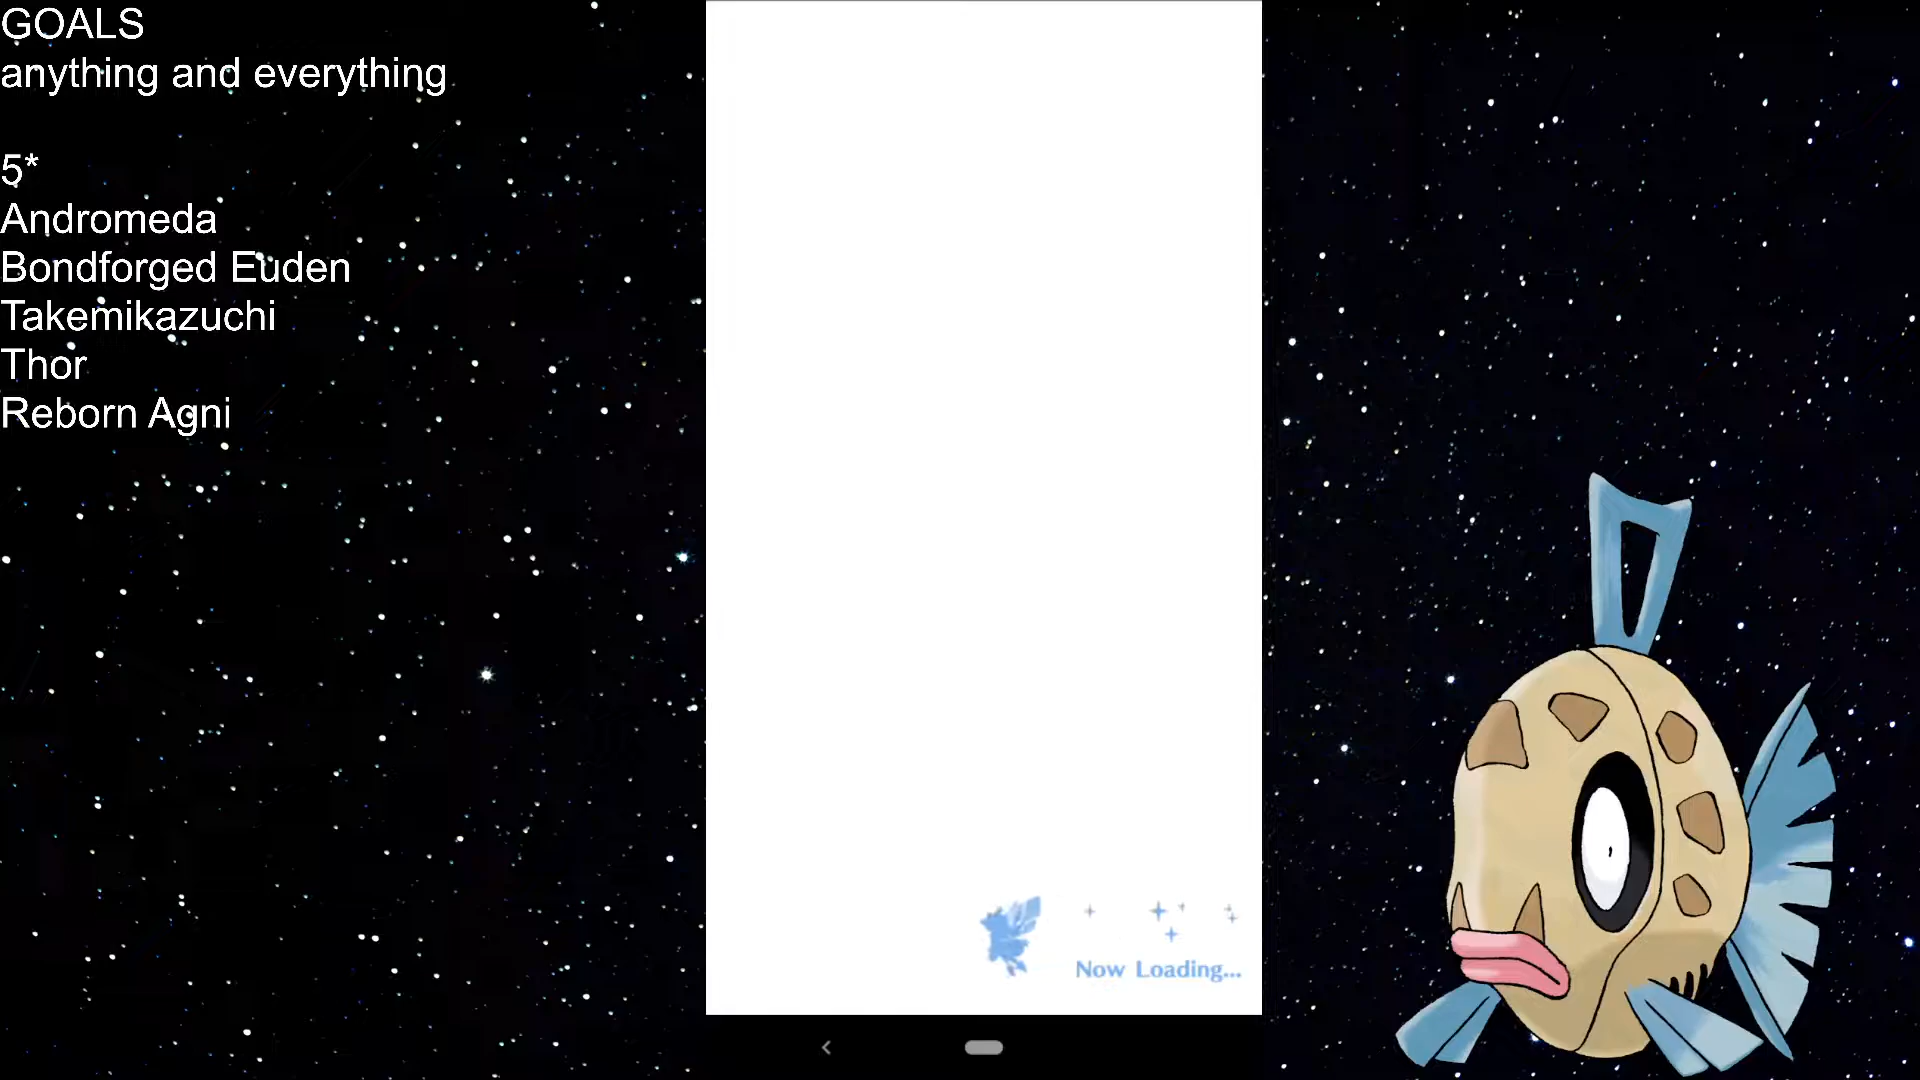 GOALS
anything and everything
5*
Andromeda
Bondforged Euden
Takemikazuchi
Thor
Reborn Agni
Now Loading...